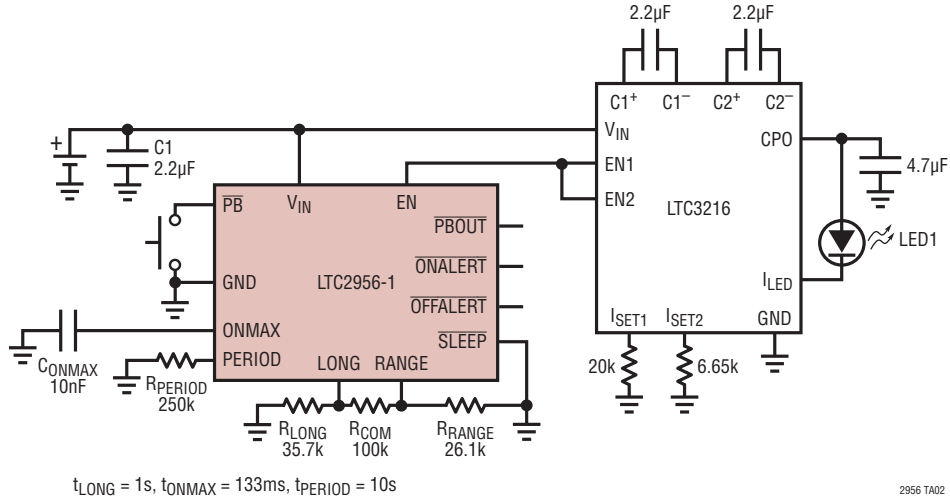 2.2µF
2.2µF
C1+
C1–
C2+
C2–
VIN
CPO
+
C1
2.2µF
EN1
4.7µF
EN2
LTC3216
PB
VIN
EN
PBOUT
LED1
ONALERT
GND
LTC2956-1
ILED
OFFALERT
ONMAX
ISET1
ISET2
GND
SLEEP
PERIOD
LONG
RANGE
20k
6.65k
CONMAX
10nF
RPERIOD
250k
RLONG
35.7k
RCOM
100k
RRANGE
26.1k
tLONG = 1s, tONMAX = 133ms, tPERIOD = 10s
2956 TA02